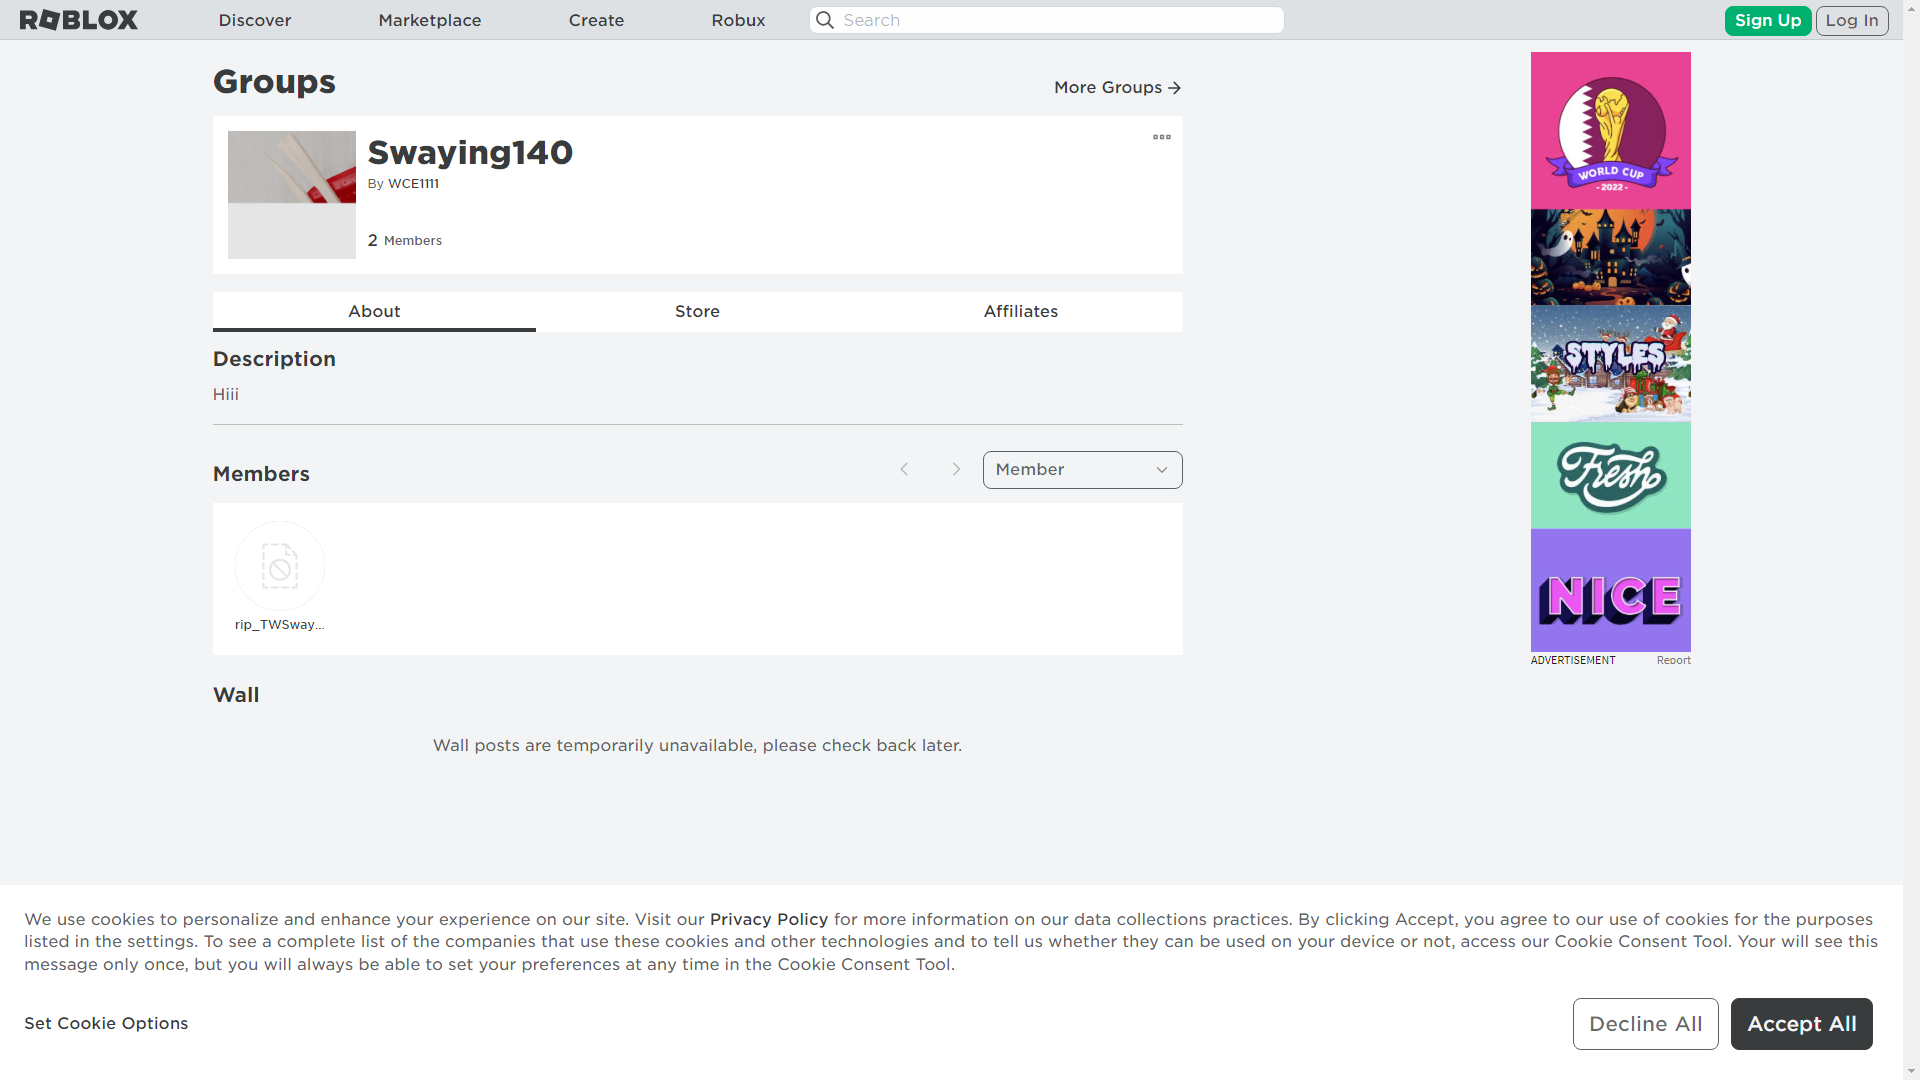 ROBLOX
Discover
Marketplace
Create
Robux
Search
Sign Up
Log In
Groups
More Groups
Swaying140
By WCE1111
2 Members
About
Store
Affiliates
Description
Hiii
Members
Member
rip_TWSway...
Wall
Wall posts are temporarily unavailable, please check back later.
WORLD CUP
- 2022 -
STYLES
Fresh
NICE
ADVERTISEMENT
Report
We use cookies to personalize and enhance your experience on our site. Visit our Privacy Policy for more information on our data collections practices. By clicking Accept, you agree to our use of cookies for the purposes
listed in the settings. To see a complete list of the companies that use these cookies and other technologies and to tell us whether they can be used on your device or not, access our Cookie Consent Tool. Your will see this
message only once, but you will always be able to set your preferences at any time in the Cookie Consent Tool.
Set Cookie Options
Decline All
Accept All